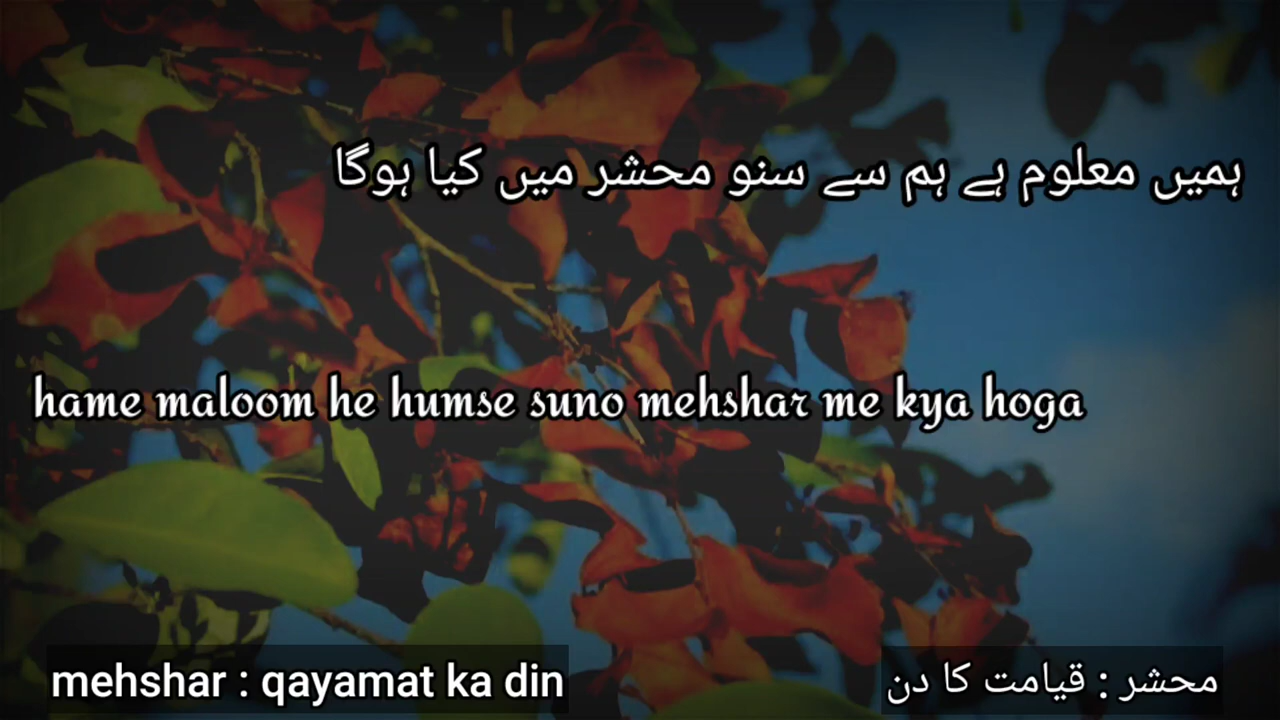 ہمیں معلوم ہے ہم سے سنو محشر میں کیا ہوگا
hame maloom he humse suno mehshar me kya hoga
mehshar : qayamat ka din
محشر : قیامت کا دن